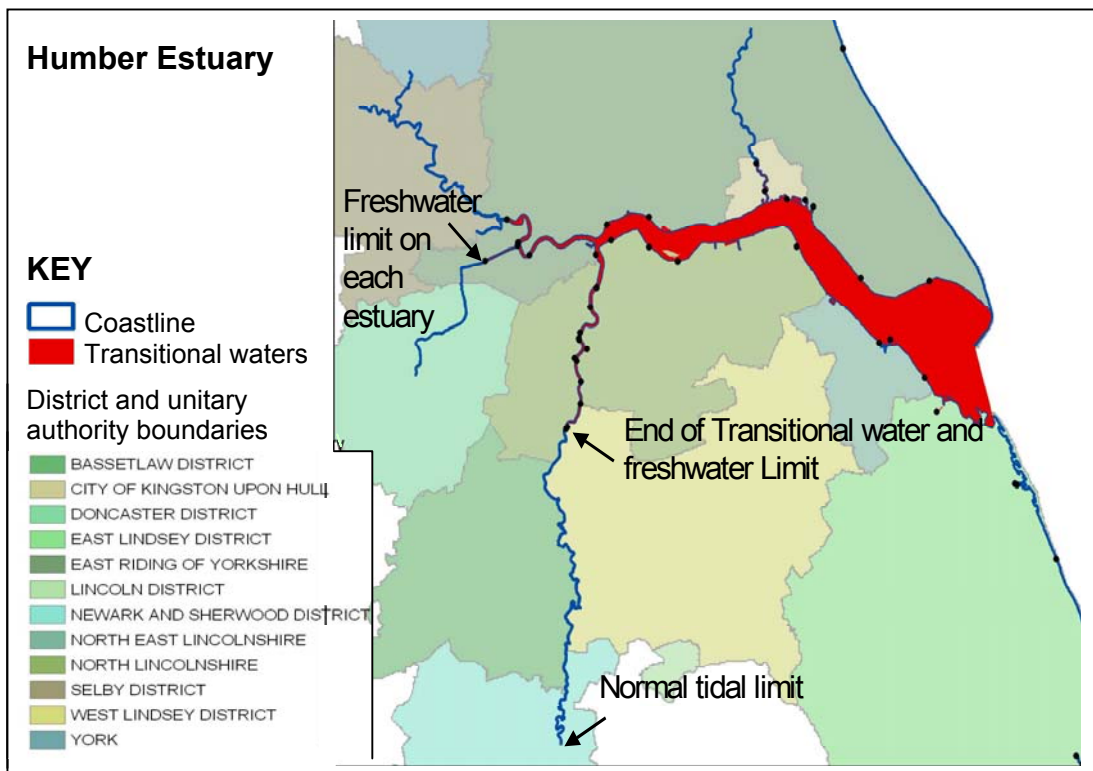 Humber Estuary
KEY
Coastline
Transitional waters
District and unitary
authority boundaries
BASSETLAW DISTRICT
CITY OF KINGSTON UPON HULL
DONCASTER DISTRICT
EAST LINDSEY DISTRICT
EAST RIDING OF YORKSHIRE
LINCOLN DISTRICT
NEWARK AND SHERWOOD DISTRICT
NORTH EAST LINCOLNSHIRE
NORTH LINCOLNSHIRE
SELBY DISTRICT
WEST LINDSEY DISTRICT
YORK
Freshwater
limit on
each
estuary
End of Transitional water and
freshwater Limit
Normal tidal limit